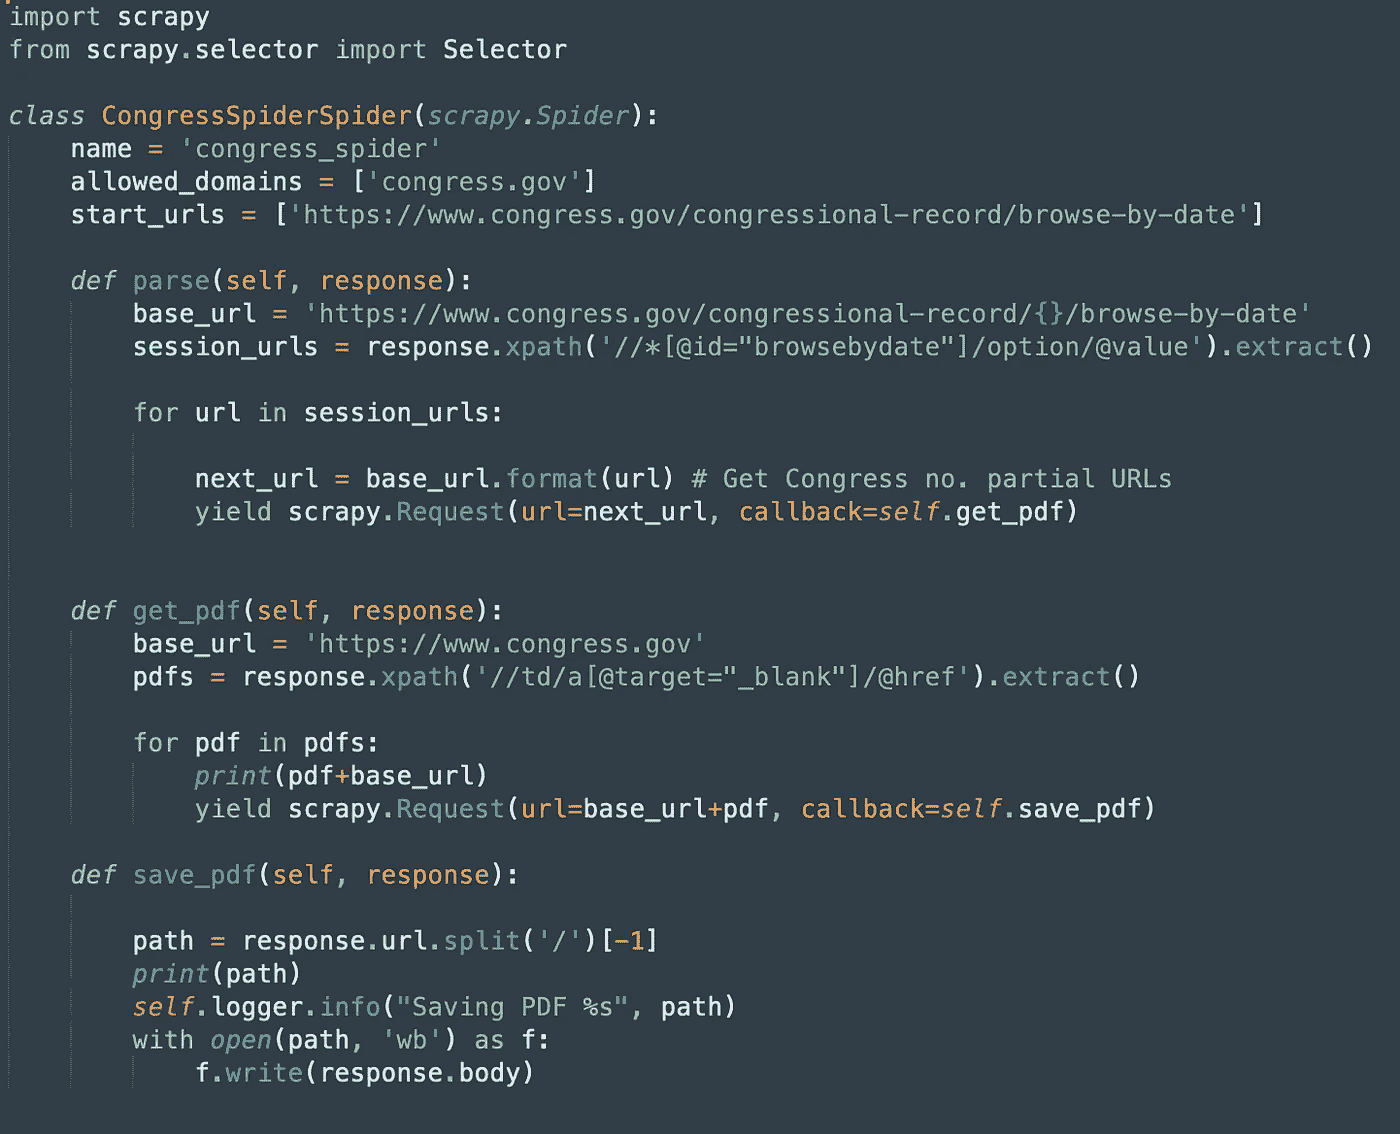 import scrapy
from scrapy.selector import Selector
class CongressSpiderSpider(scrapy.Spider):
name = 'congress_spider'
allowed_domains = ['congress.gov']
start_urls = ['https://www.congress.gov/congressional-record/browse-by-date']
def parse(self, response):
base_url = 'https://www.congress.gov/congressional-record/{}/browse-by-date'
session_urls = response.xpath('//*[@id="browsebydate"]/option/@value').extract()
for url in session_urls:
next_url = base_url.format(url) # Get Congress no. partial URLs
yield scrapy.Request(url=next_url, callback=self.get_pdf)
def get_pdf(self, response):
base_url = 'https://www.congress.gov'
pdfs = response.xpath('//td/a[@target="_blank"]/@href').extract()
for pdf in pdfs:
print(pdf+base_url)
yield scrapy.Request(url=base_url+pdf, callback=self.save_pdf)
def save_pdf(self, response):
path = response.url.split('/')[-1]
print(path)
self.logger.info("Saving PDF %s", path)
with open(path, 'wb') as f:
f.write(response.body)